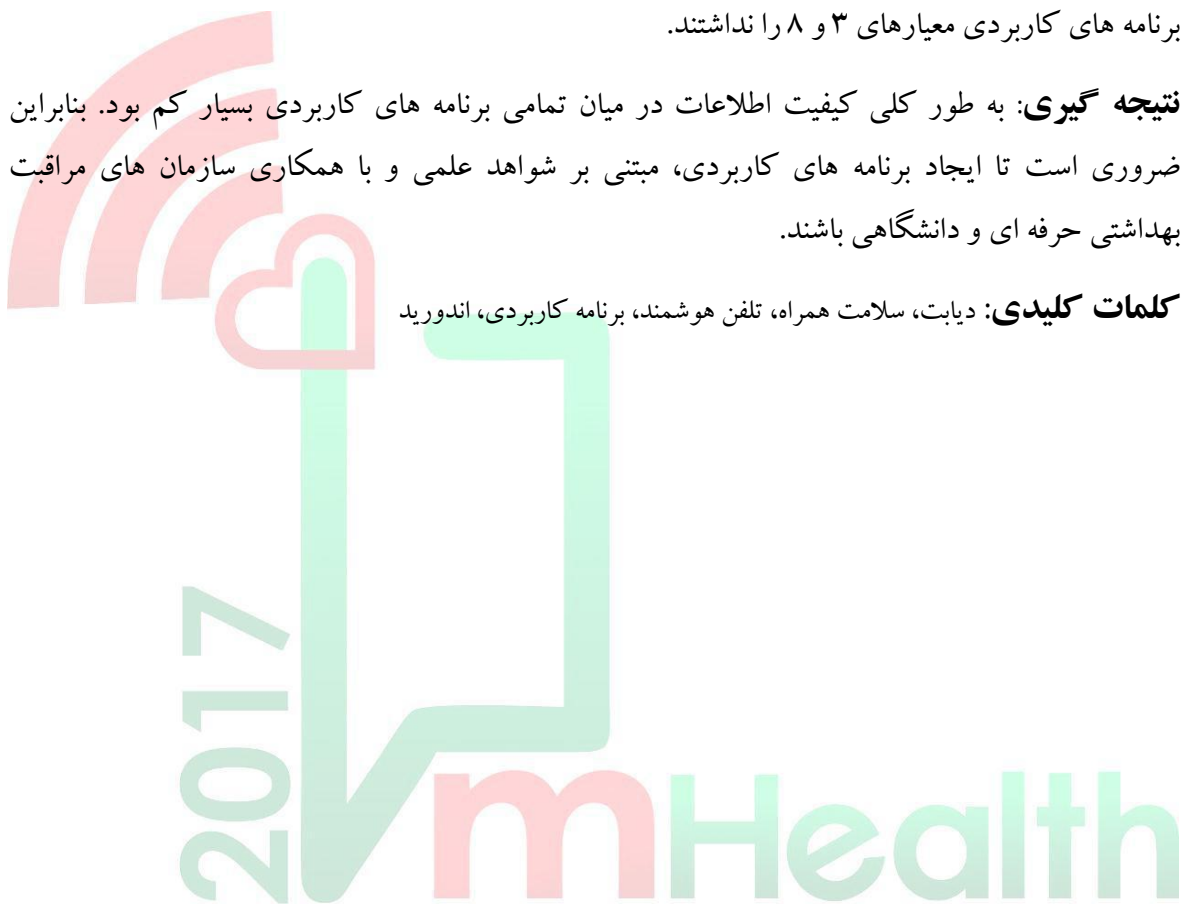 برنامه های کاربردی معیارهای ۳ و ۸ را نداشتند.
نتیجه گیری: به طور کلی کیفیت اطلاعات در میان تمامی برنامه های کاربردی بسیار کم بود. بنابراین
ضروری است تا ایجاد برنامه های کاربردی، مبتنی بر شواهد علمی و با همکاری سازمان های مراقبت
بهداشتی حرفه ای و دانشگاهی باشند.
کلمات کلیدی: دیابت، سلامت همراه، تلفن هوشمند، برنامه کاربردی، اندورید
2017
mHealth